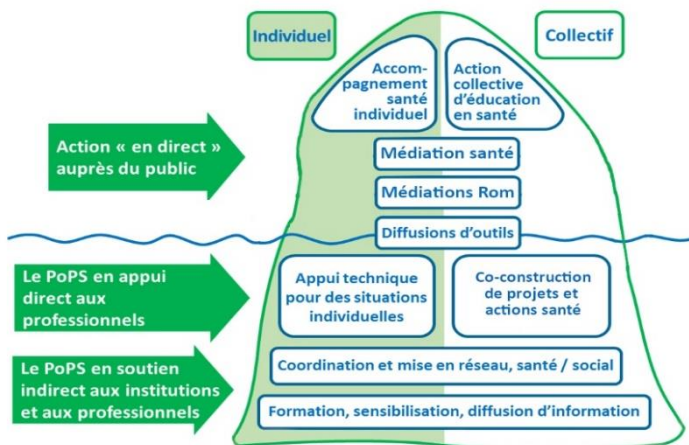 Individuel
Collectif
Accom-
pagnement
santé
individuel
Action
collective
d'éducation
en santé
Action « en direct »
auprès du public
Médiation santé
Médiations Rom
Diffusions d'outils
Le PoPS en appui
direct aux
professionnels
Appui technique
pour des situations
individuelles
Co-construction
de projets et
actions santé
Le PoPS en soutien
indirect aux institutions
et aux professionnels
Coordination et mise en réseau, santé / social
Formation, sensibilisation, diffusion d'information